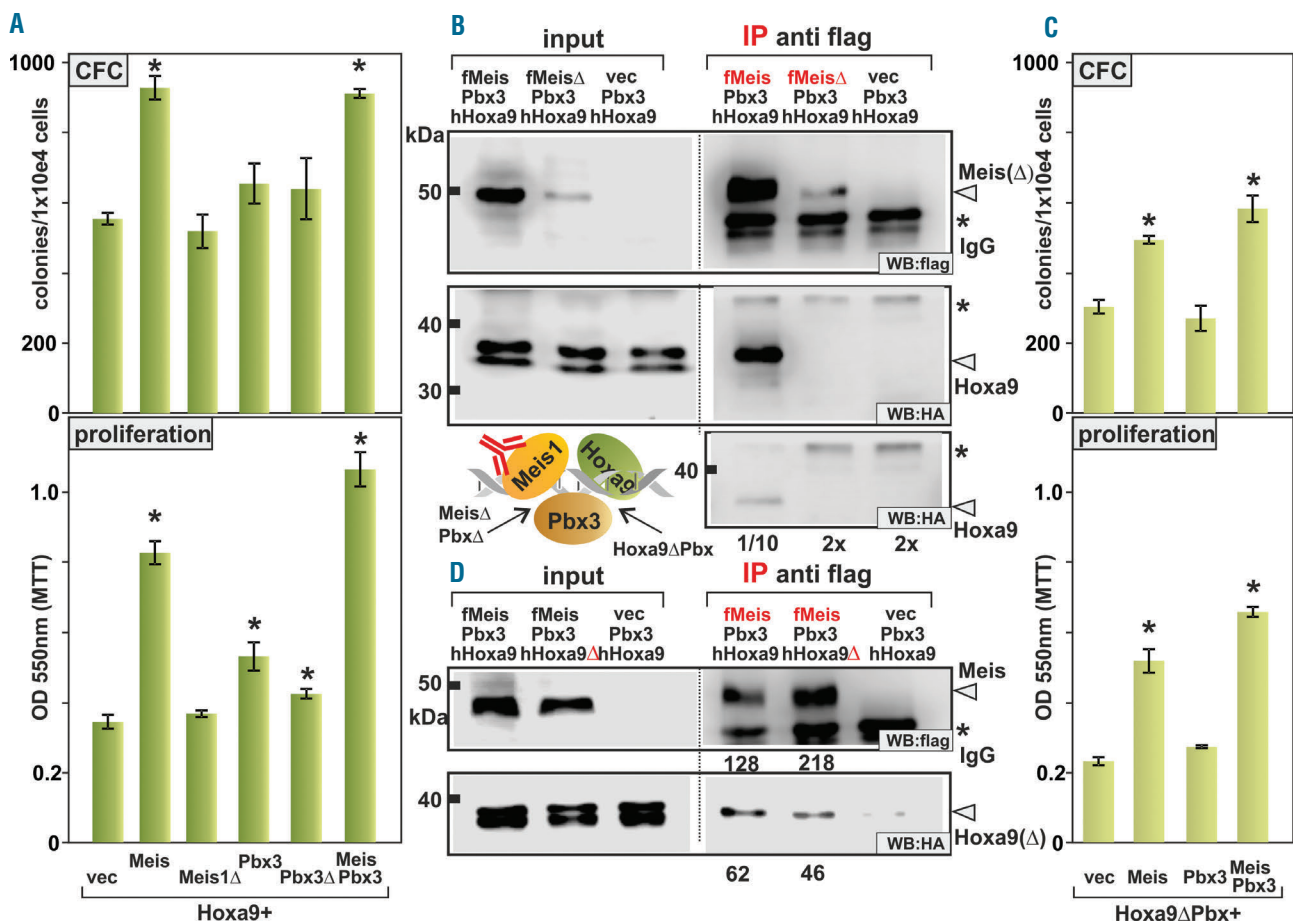 A
CFC
1000
200
0
colonies/1x10e4 cells
*
*
proliferation
1.0
0.2
0
OD 550nm (MTT)
*
*
*
*
vec
Meis
Meis1Δ
Pbx3
Pbx3Δ
Meis
Pbx3
Hoxa9+
B
input
IP anti flag
fMeis fMeisΔ vec
Pbx3 Pbx3 Pbx3
hHoxa9 hHoxa9 hHoxa9
fMeis fMeisΔ vec
Pbx3 Pbx3 Pbx3
hHoxa9 hHoxa9 hHoxa9
kDa
50
Meis(Δ)
*
IgG
WB:flag
40
30
*
Hoxa9
WB:HA
40
*
Hoxa9
WB:HA
1/10 2x 2x
Meis1
Hoxa9
Pbx3
MeisΔ
PbxΔ
Hoxa9ΔPbx
D
input
IP anti flag
fMeis fMeis vec
Pbx3 Pbx3 Pbx3
hHoxa9 hHoxa9Δ hHoxa9
fMeis fMeis vec
Pbx3 Pbx3 Pbx3
hHoxa9 hHoxa9Δ hHoxa9
50
kDa
Meis
*
IgG
WB:flag
128 218
40
Hoxa9(Δ)
WB:HA
62 46
C
CFC
1000
200
0
colonies/1x10e4 cells
*
*
proliferation
1.0
0.2
0
OD 550nm (MTT)
*
*
vec
Meis
Pbx3
Meis
Pbx3
Hoxa9ΔPbx+